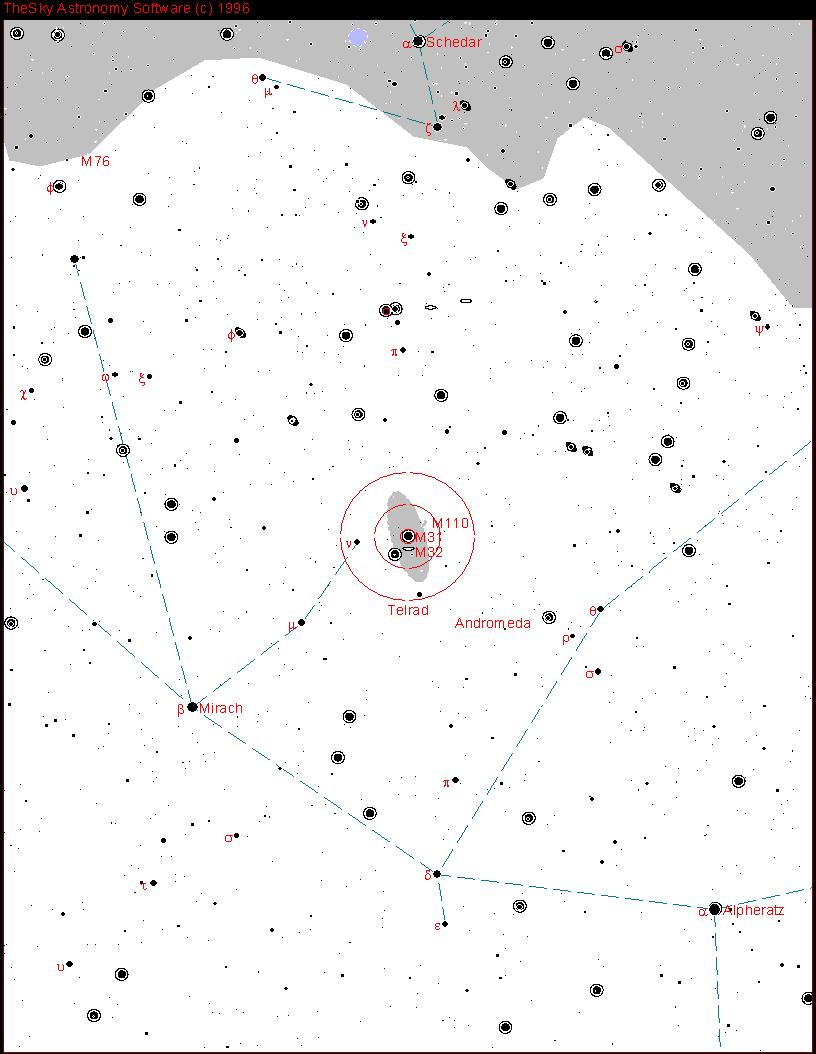 TheSky Astronomy Software (c) 1996
α Schedar
σ
θ
μ
λ
ζ
M76
φ
ν
ξ
ψ
φ
π
ω ξ
χ
υ
M110
ν M31
M32
Telrad
θ
μ Andromeda
ρ
σ
β Mirach
π
σ
δ
τ
α Alpheratz
ε
υ